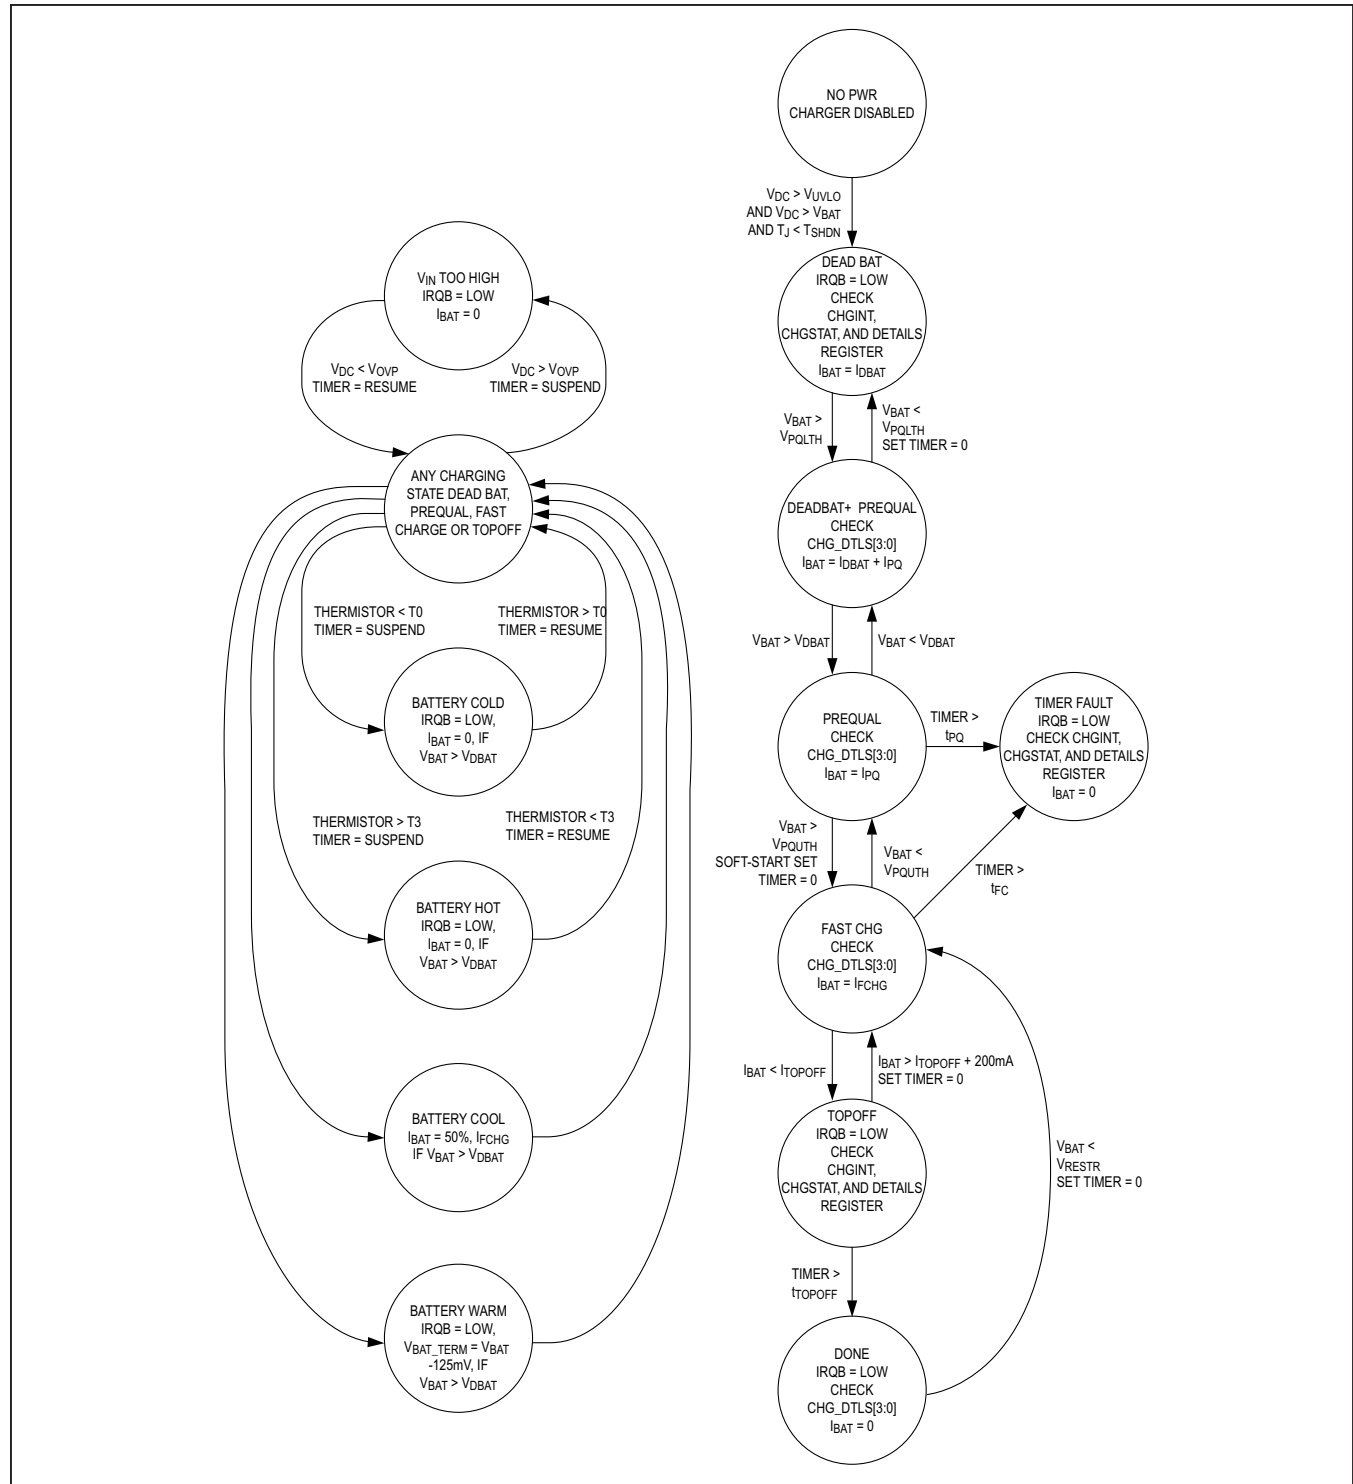 NO PWR
CHARGER DISABLED
VDC > VUVLO
AND VDC > VBAT
AND TJ < TSHDN
DEAD BAT
IRQB = LOW
CHECK
CHGINT,
CHGSTAT, AND DETAILS
REGISTER
IBAT = IDBAT
VBAT >
VPQLTH
VBAT <
VPQLTH
SET TIMER = 0
DEADBAT+ PREQUAL
CHECK
CHG_DTLS[3:0]
IBAT = IDBAT + IPQ
VBAT > VDBAT
VBAT < VDBAT
PREQUAL
CHECK
CHG_DTLS[3:0]
IBAT = IPQ
TIMER >
tPQ
TIMER FAULT
IRQB = LOW
CHECK CHGINT,
CHGSTAT, AND DETAILS
REGISTER
IBAT = 0
VBAT >
VPQUTH
SOFT-START SET
TIMER = 0
VBAT <
VPQUTH
TIMER >
tFC
FAST CHG
CHECK
CHG_DTLS[3:0]
IBAT = IFCHG
IBAT < ITOPOFF
IBAT > ITOPOFF + 200mA
SET TIMER = 0
TOPOFF
IRQB = LOW
CHECK
CHGINT,
CHGSTAT, AND DETAILS
REGISTER
VBAT <
VRESTR
SET TIMER = 0
TIMER >
tTOPOFF
DONE
IRQB = LOW
CHECK
CHG_DTLS[3:0]
IBAT = 0
VIN TOO HIGH
IRQB = LOW
IBAT = 0
VDC < VOVP
TIMER = RESUME
VDC > VOVP
TIMER = SUSPEND
ANY CHARGING
STATE DEAD BAT,
PREQUAL, FAST
CHARGE OR TOPOFF
THERMISTOR < T0
TIMER = SUSPEND
THERMISTOR > T0
TIMER = RESUME
BATTERY COLD
IRQB = LOW,
IBAT = 0, IF
VBAT > VDBAT
THERMISTOR > T3
TIMER = SUSPEND
THERMISTOR < T3
TIMER = RESUME
BATTERY HOT
IRQB = LOW,
IBAT = 0, IF
VBAT > VDBAT
BATTERY COOL
IBAT = 50%, IFCHG
IF VBAT > VDBAT
BATTERY WARM
IRQB = LOW,
VBAT_TERM = VBAT
-125mV, IF
VBAT > VDBAT